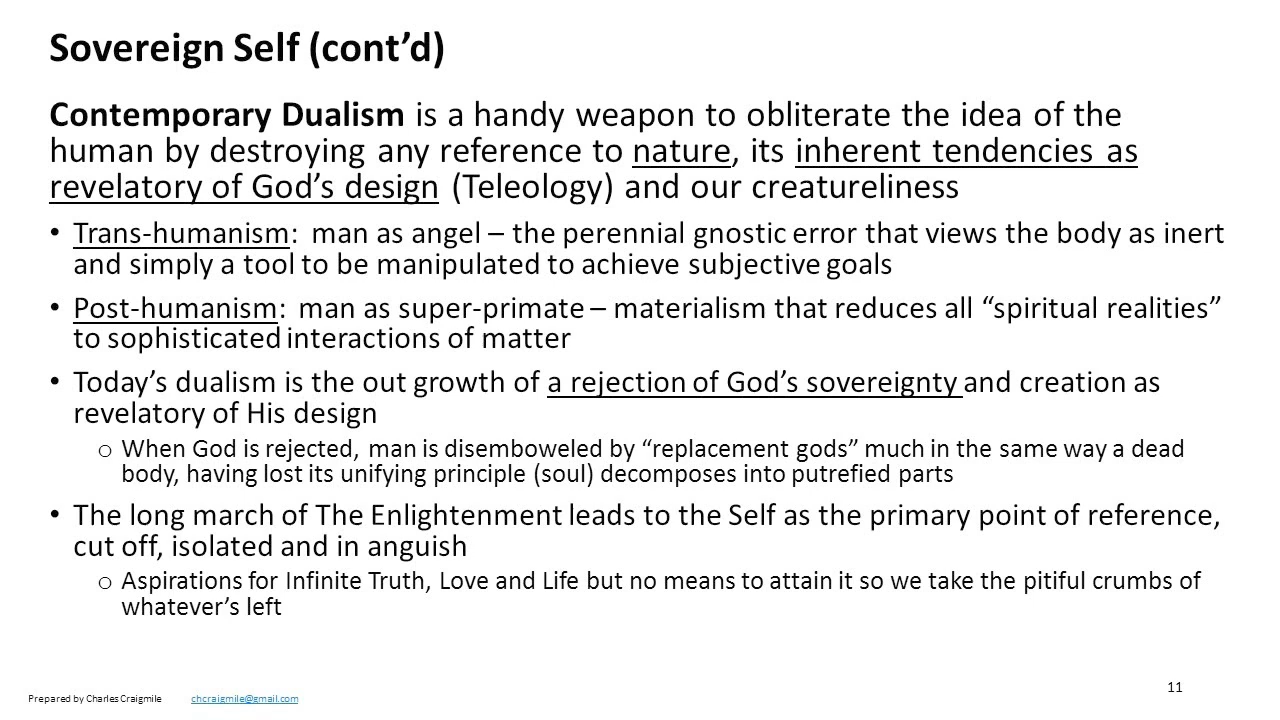 Sovereign Self (cont’d)
Contemporary Dualism is a handy weapon to obliterate the idea of the
human by destroying any reference to nature, its inherent tendencies as
revelatory of God’s design (Teleology) and our creatureliness
• Trans-humanism:  man as angel – the perennial gnostic error that views the body as inert
and simply a tool to be manipulated to achieve subjective goals
• Post-humanism:  man as super-primate – materialism that reduces all “spiritual realities”
to sophisticated interactions of matter
• Today’s dualism is the out growth of a rejection of God’s sovereignty and creation as
revelatory of His design
o When God is rejected, man is disemboweled by “replacement gods” much in the same way a dead
body, having lost its unifying principle (soul) decomposes into putrefied parts
• The long march of The Enlightenment leads to the Self as the primary point of reference,
cut off, isolated and in anguish
o Aspirations for Infinite Truth, Love and Life but no means to attain it so we take the pitiful crumbs of
whatever’s left
Prepared by Charles Craigmile chcraigmile@gmail.com
11